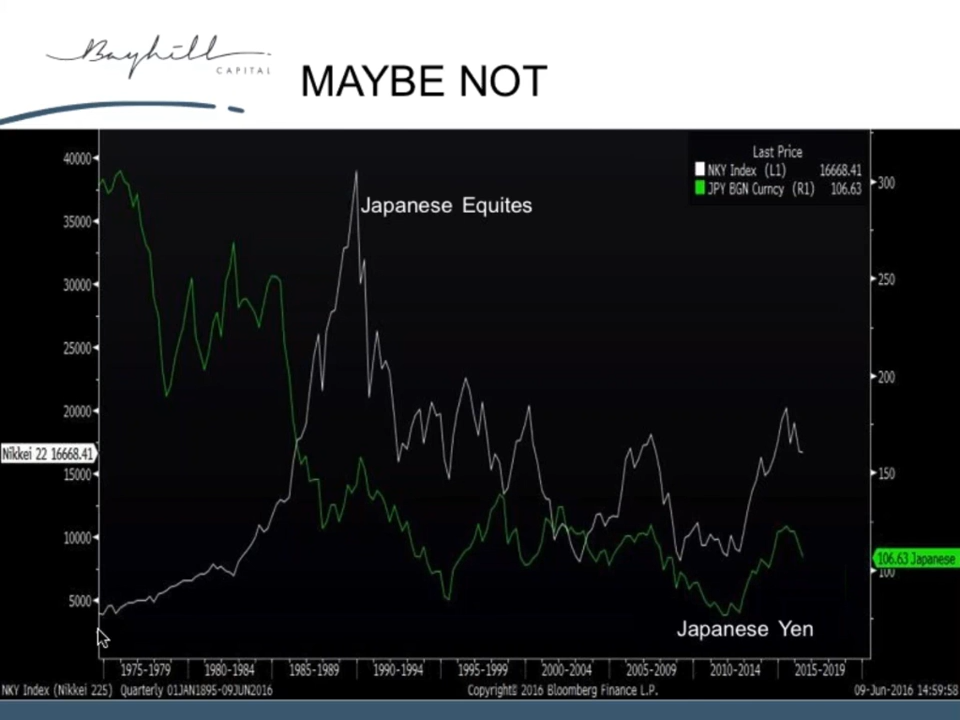 Bayhill
CAPITAL
MAYBE NOT
40000
35000
30000
25000
20000
15000
10000
5000
Nikkei 22 16668.41
Japanese Equites
Last Price
NKY Index (L1) 16668.41
JPY BGN Curncy (R1) 106.63
300
250
200
150
100
106.63 Japanese
Japanese Yen
1975-1979 1980-1984 1985-1989 1990-1994 1995-1999 2000-2004 2005-2009 2010-2014 2015-2019
NKY Index (Nikkei 225) Quarterly 01JAN1895-09JUN2016 Copyright© 2016 Bloomberg Finance L.P. 09-Jun-2016 14:59:58